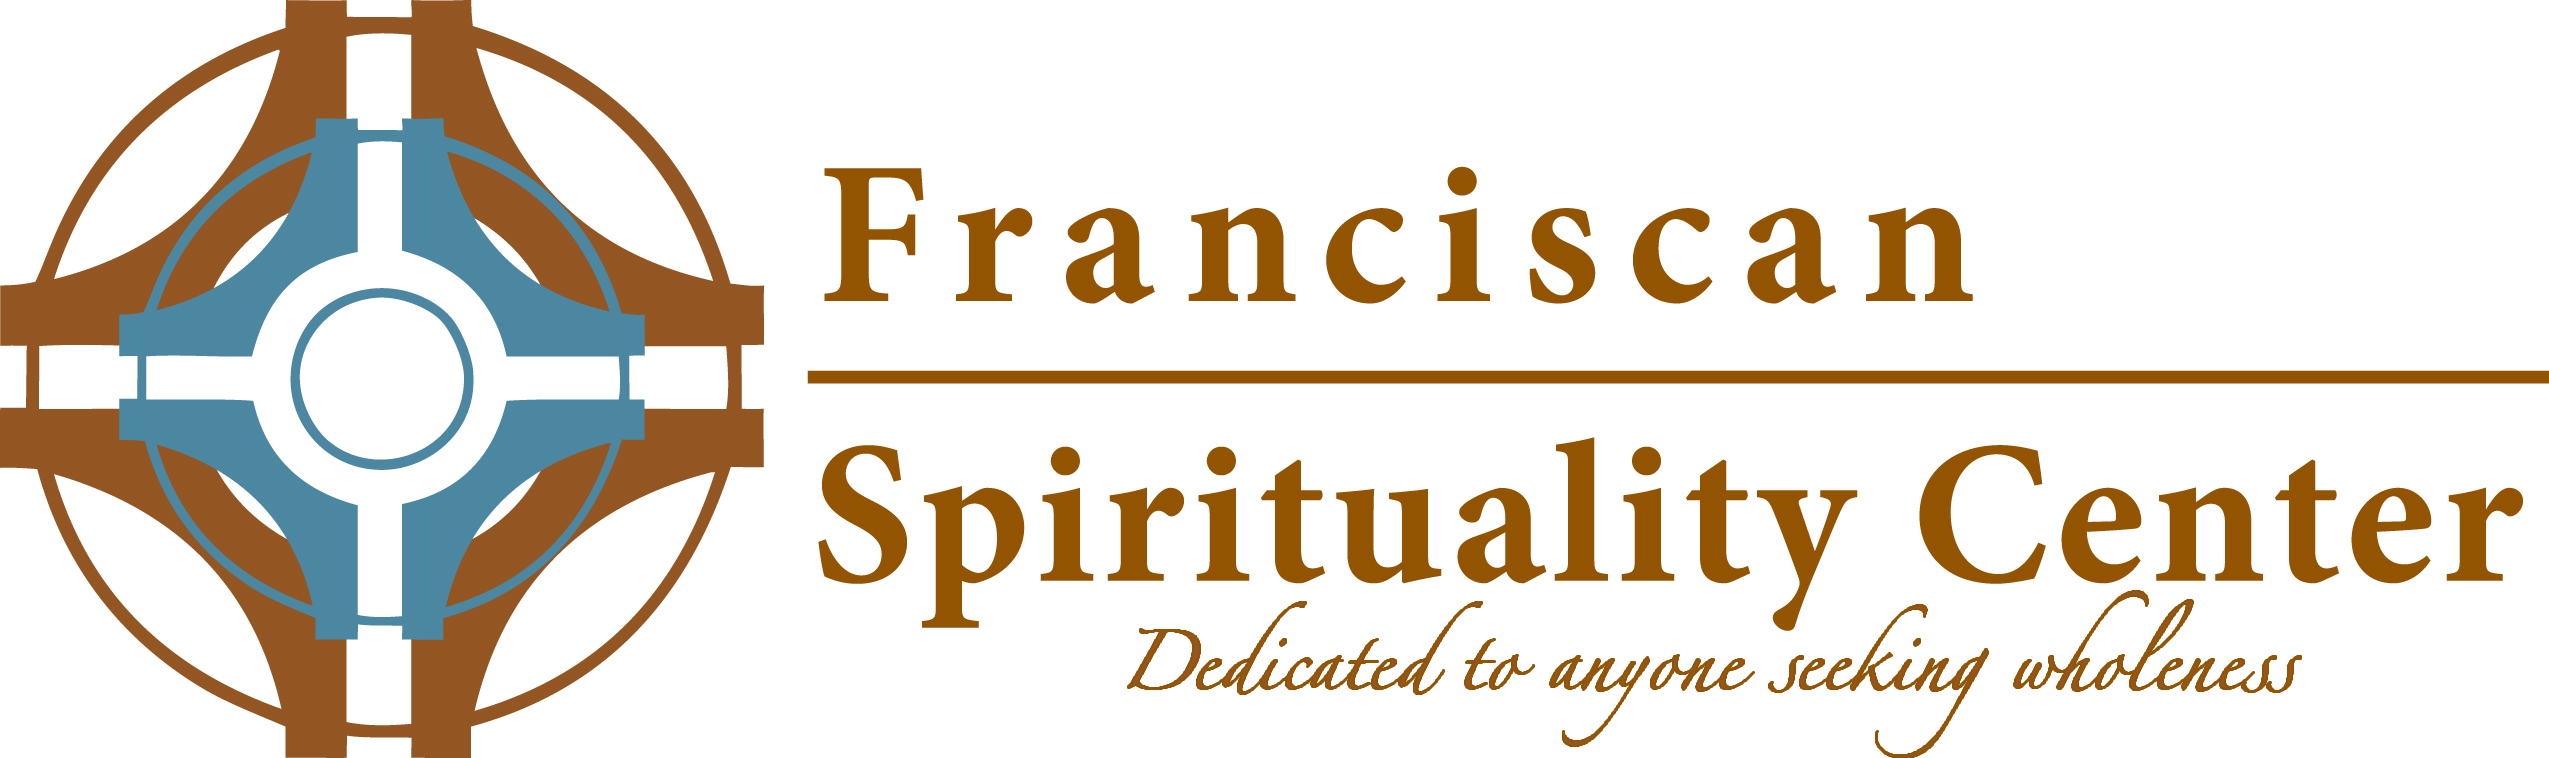 Franciscan
Spirituality Center
Dedicated to anyone seeking wholeness